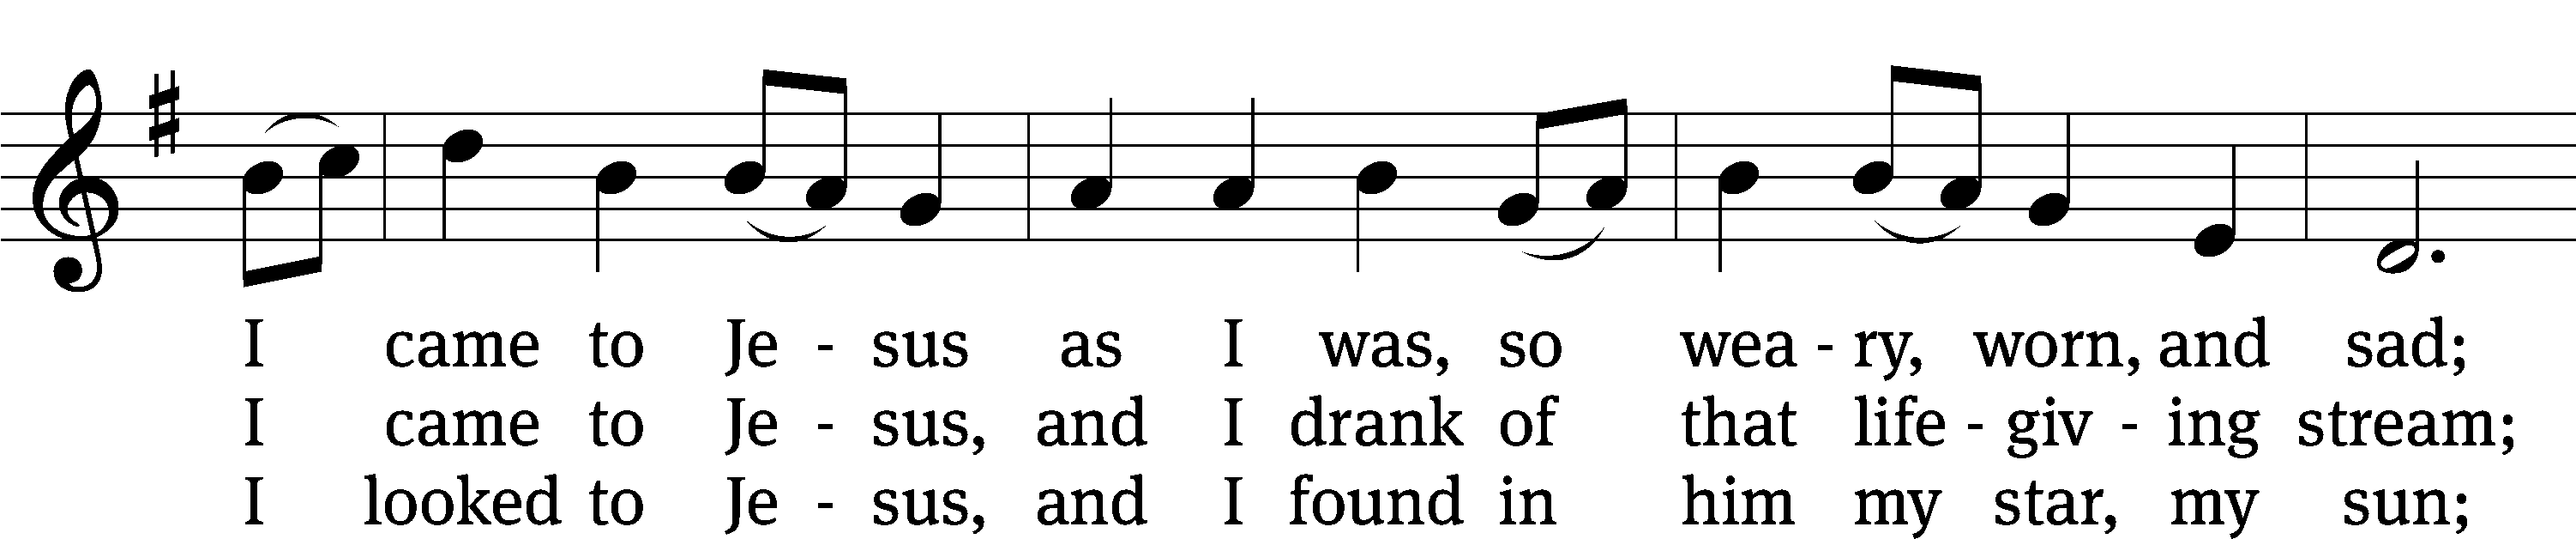 I came to Je - sus as I was, so wea - ry, worn, and sad;
I came to Je - sus, and I drank of that life - giv - ing stream;
I looked to Je - sus, and I found in him my star, my sun;